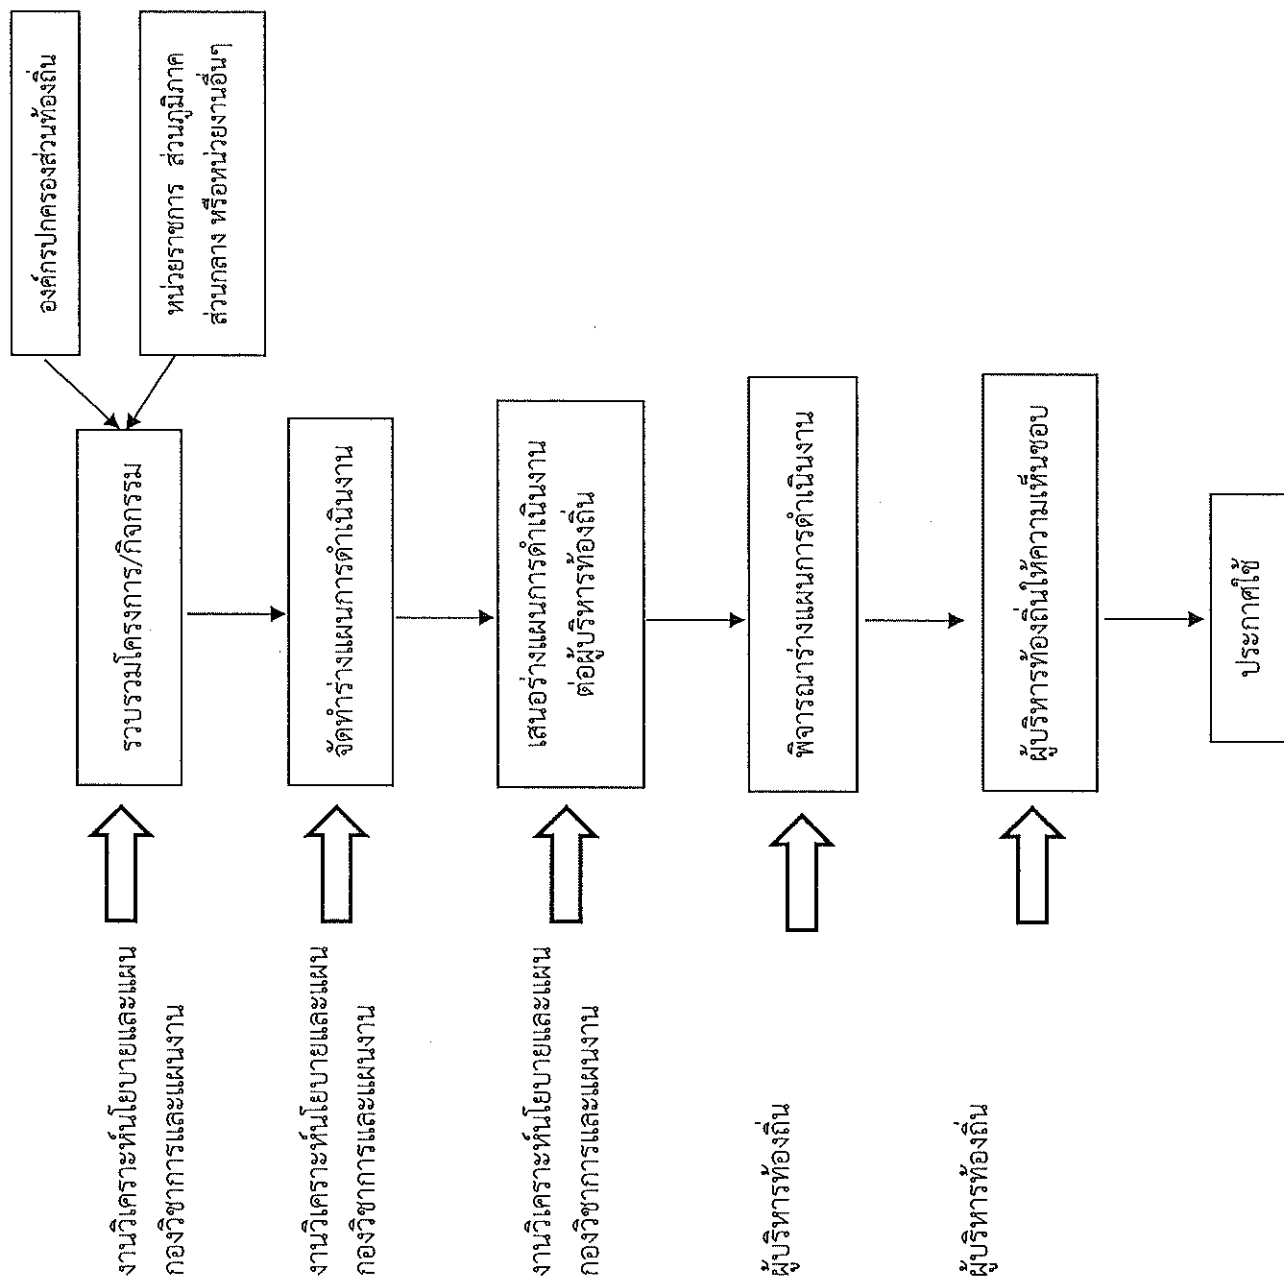 องค์กรปกครองส่วนท้องถิ่น
หน่วยราชการ ส่วนภูมิภาค
ส่วนกลาง หรือหน่วยงานอื่นๆ
งานวิเคราะห์นโยบายและแผน
กองวิชาการและแผนงาน
รวบรวมโครงการ/กิจกรรม
งานวิเคราะห์นโยบายและแผน
กองวิชาการและแผนงาน
จัดทำร่างแผนการดำเนินงาน
งานวิเคราะห์นโยบายและแผน
กองวิชาการและแผนงาน
เสนอร่างแผนการดำเนินงาน
ต่อผู้บริหารท้องถิ่น
ผู้บริหารท้องถิ่น
พิจารณาร่างแผนการดำเนินงาน
ผู้บริหารท้องถิ่น
ผู้บริหารท้องถิ่นให้ความเห็นชอบ
ประกาศใช้